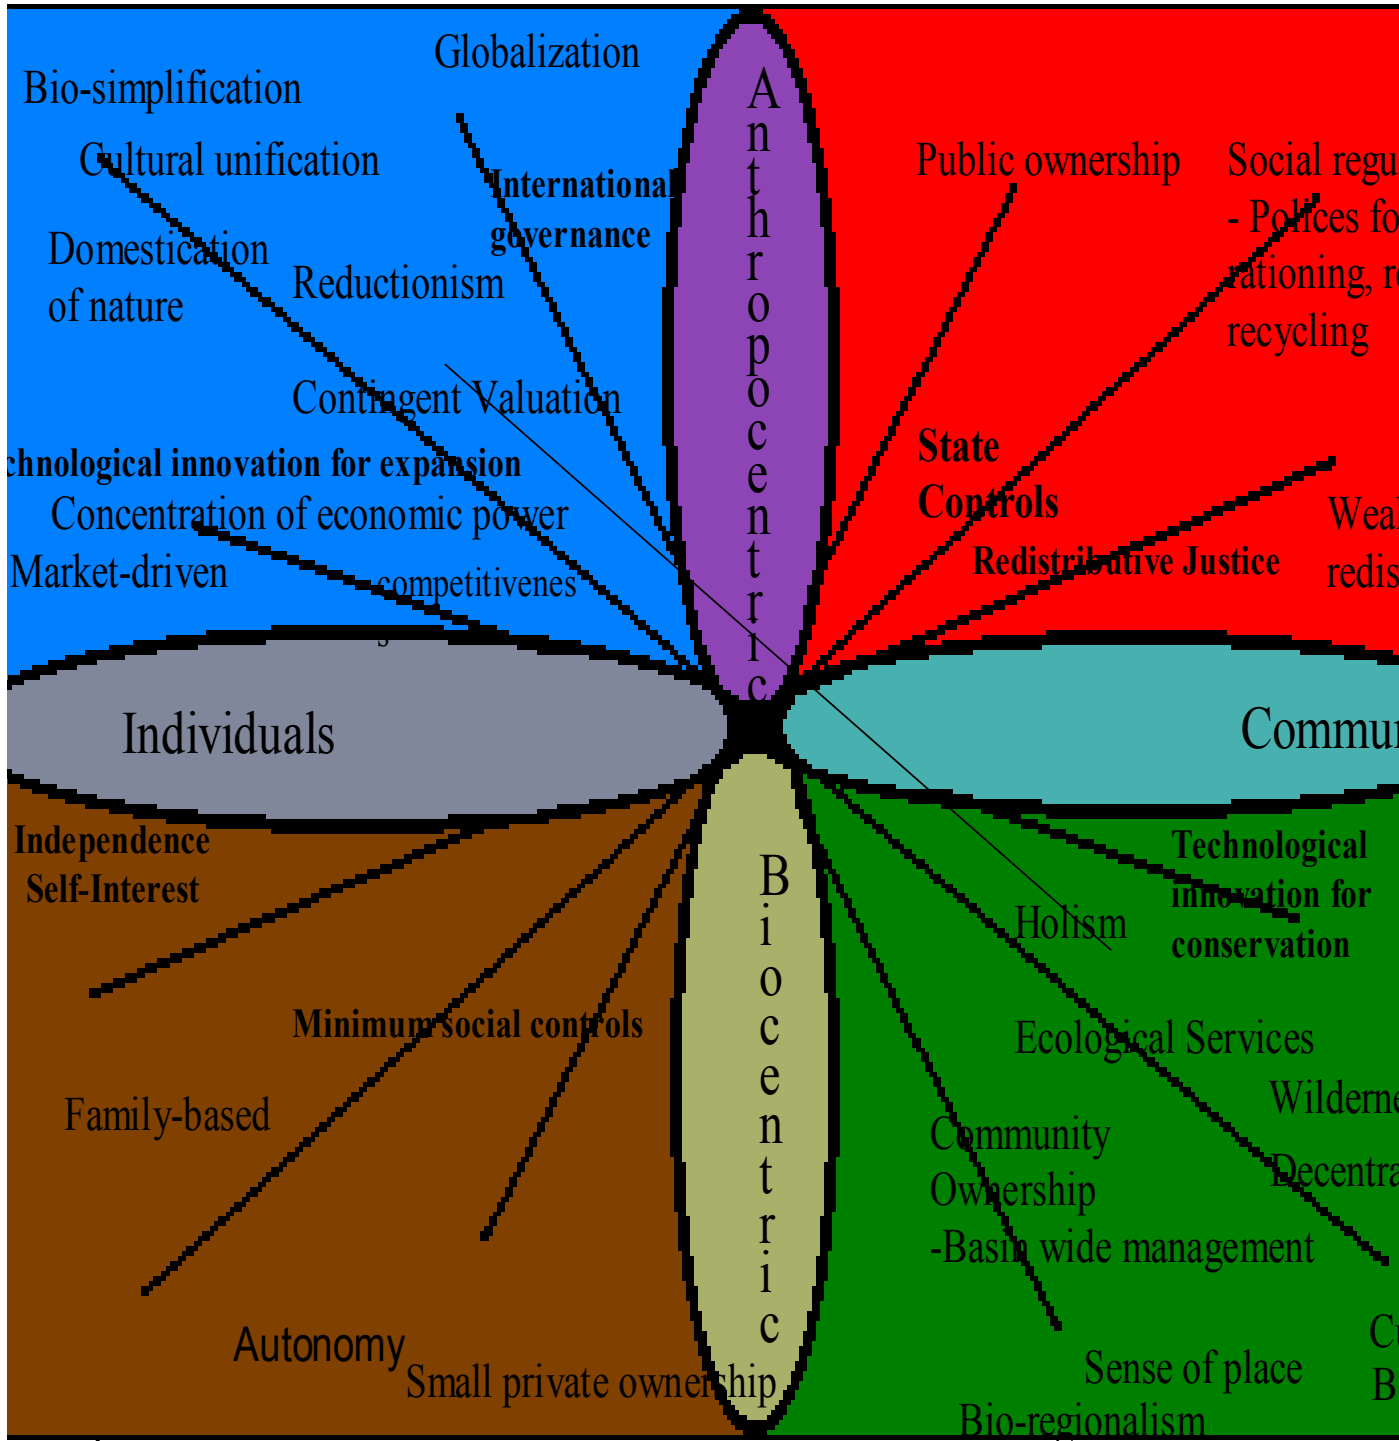 Globalization
Bio-simplification
Cultural unification
International
governance
Domestication
of nature
Reductionism
Contingent Valuation
chnological innovation for expansion
Concentration of economic power
Market-driven
competitivenes
s
Anthropocentric
Public ownership
Social regu
- Polices fo
rationing, r
recycling
State
Controls
Redistributive Justice
Weal
redis
Individuals
Commun
Independence
Self-Interest
Minimum social controls
Family-based
Autonomy
Small private ownership
Biocentric
Technological
innovation for
conservation
Holism
Ecological Services
Wilderne
Decentra
Community
Ownership
-Basin wide management
Sense of place
Bio-regionalism
C
B